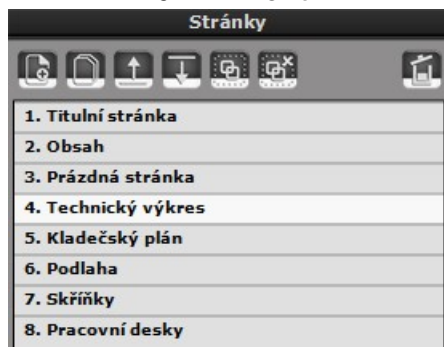 Stránky
1. Titulní stránka
2. Obsah
3. Prázdná stránka
4. Technický výkres
5. Kladečský plán
6. Podlaha
7. Skříňky
8. Pracovní desky